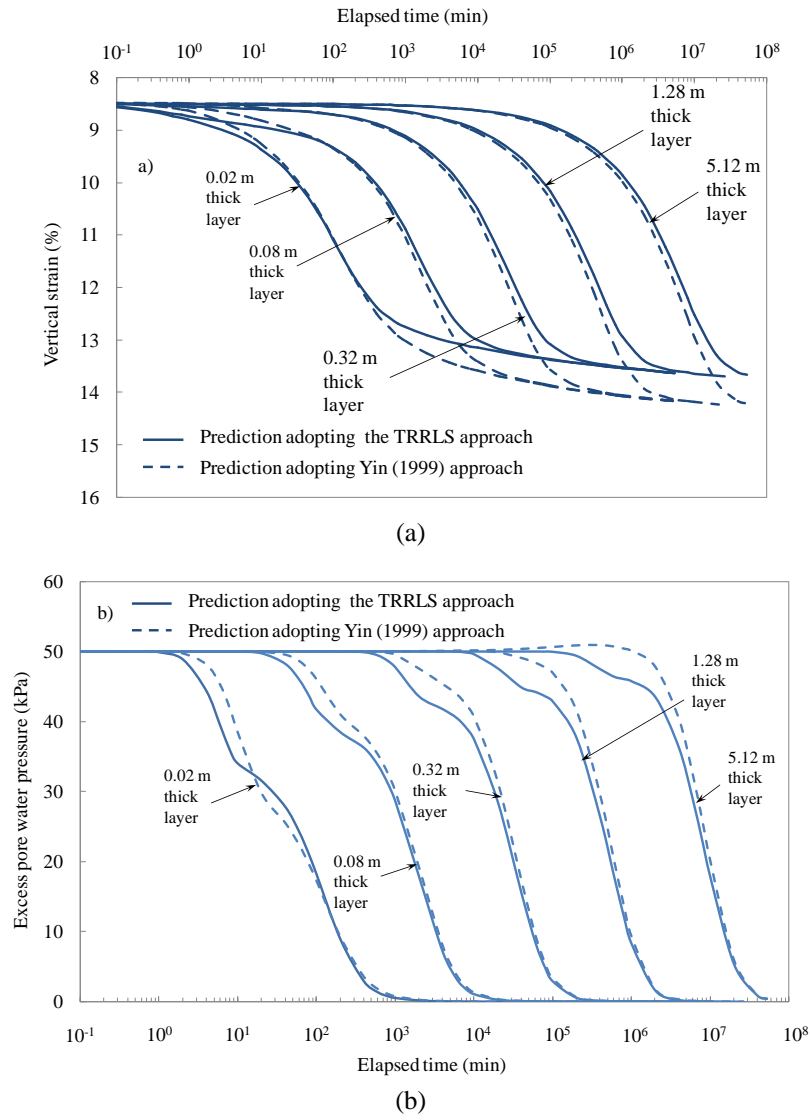 Elapsed time (min)
10-1 100 101 102 103 104 105 106 107 108
8
9
10
11
12
13
14
15
16
Vertical strain (%)
a)
0.02 m
thick
layer
0.08 m
thick
layer
0.32 m
thick
layer
1.28 m
thick
layer
5.12 m
thick
layer
Prediction adopting the TRRLS approach
Prediction adopting Yin (1999) approach
(a)
60
50
40
30
20
10
0
Excess pore water pressure (kPa)
b)
Prediction adopting the TRRLS approach
Prediction adopting Yin (1999) approach
0.02 m
thick
layer
0.08 m
thick
layer
0.32 m
thick
layer
1.28 m
thick
layer
5.12 m
thick
layer
10-1 100 101 102 103 104 105 106 107 108
Elapsed time (min)
(b)